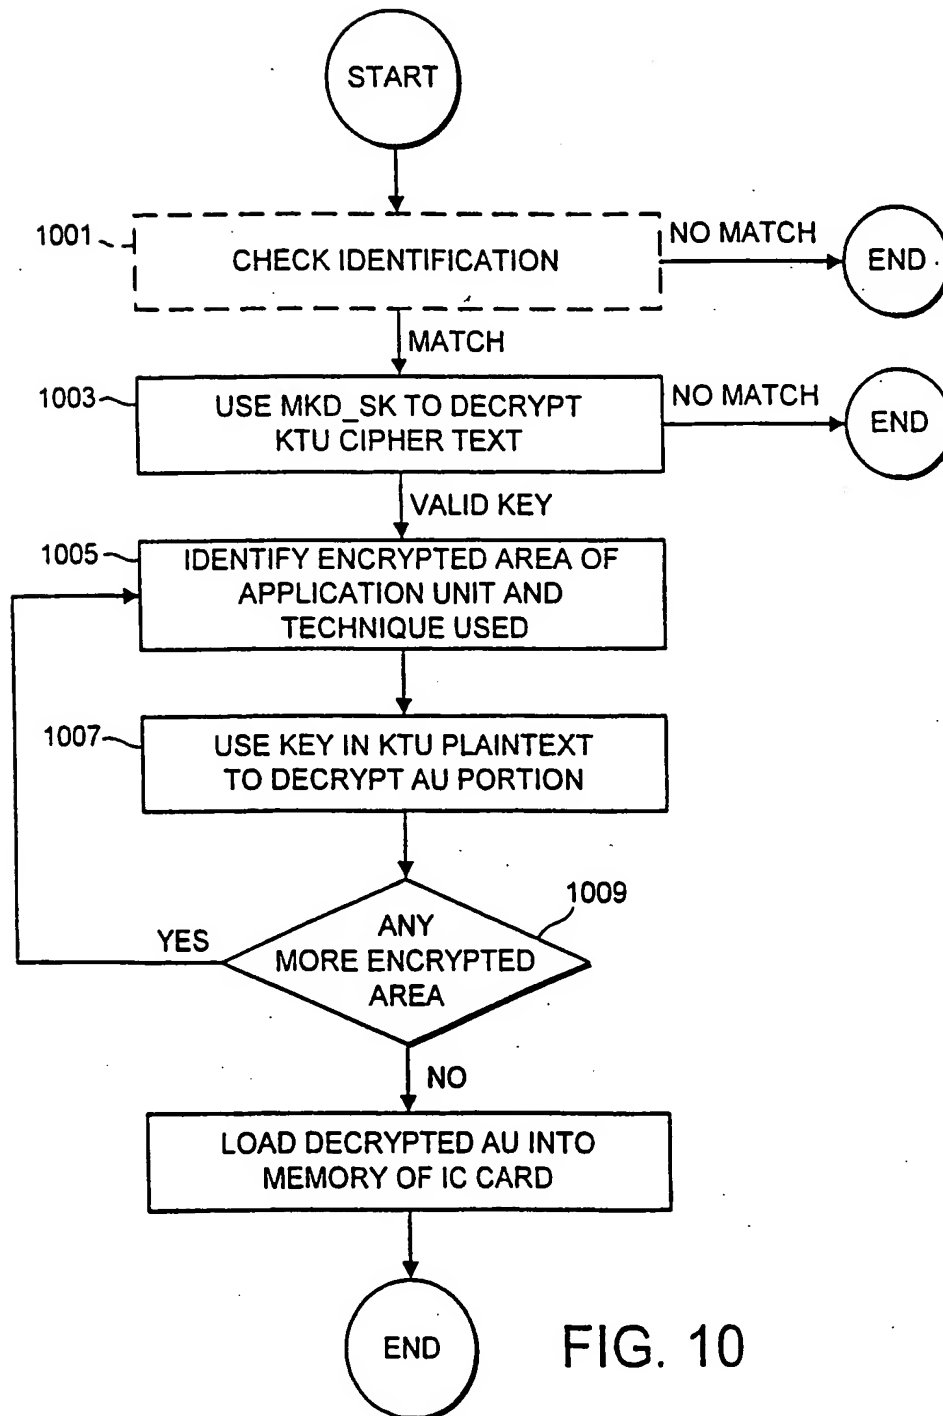 START
1001
CHECK IDENTIFICATION
NO MATCH
END
MATCH
1003
USE MKD_SK TO DECRYPT
KTU CIPHER TEXT
NO MATCH
END
VALID KEY
1005
IDENTIFY ENCRYPTED AREA OF
APPLICATION UNIT AND
TECHNIQUE USED
1007
USE KEY IN KTU PLAINTEXT
TO DECRYPT AU PORTION
1009
ANY
MORE ENCRYPTED
AREA
YES
NO
LOAD DECRYPTED AU INTO
MEMORY OF IC CARD
END
FIG. 10